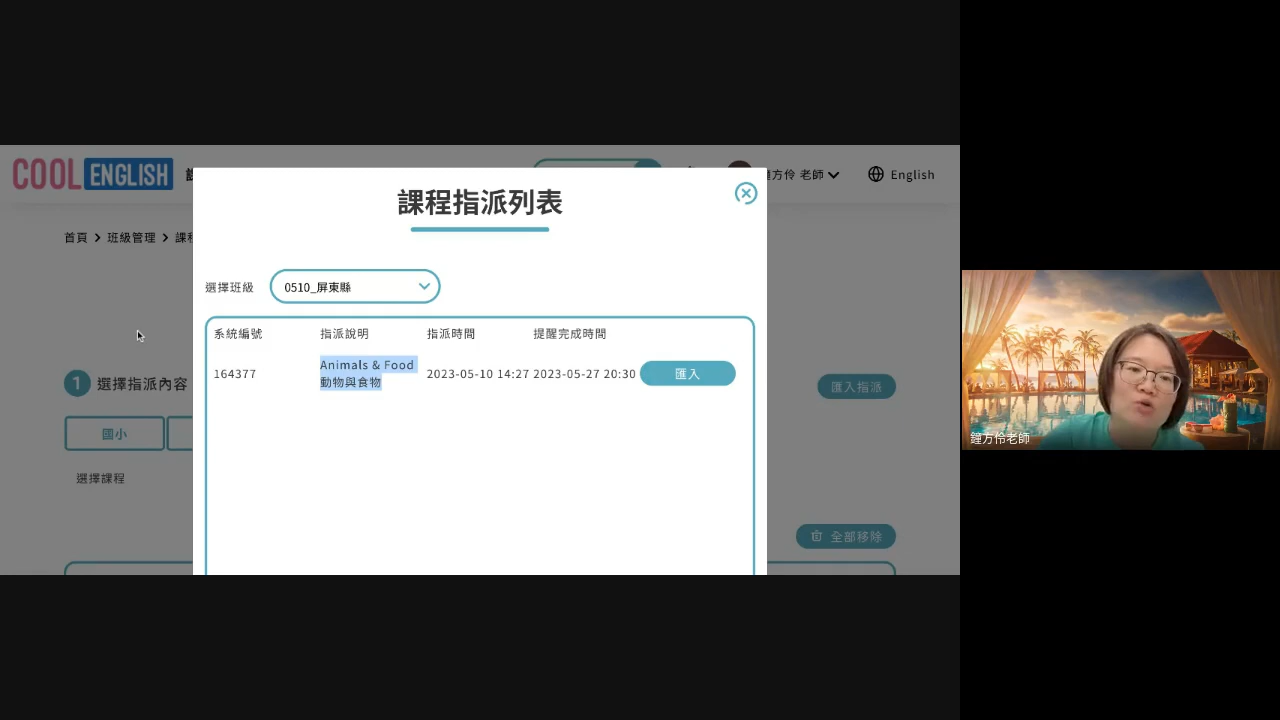 COOL ENGLISH
方伶 老師
English
首頁 > 班級管理 >
課程指派列表
選擇班級
0510_屏東縣
系統編號 指派說明 指派時間 提醒完成時間
164377 Animals & Food 2023-05-10 14:27 2023-05-27 20:30 匯入
動物與食物
1 選擇指派內容
匯入指派
國小
選擇課程
全部移除
鐘方伶老師